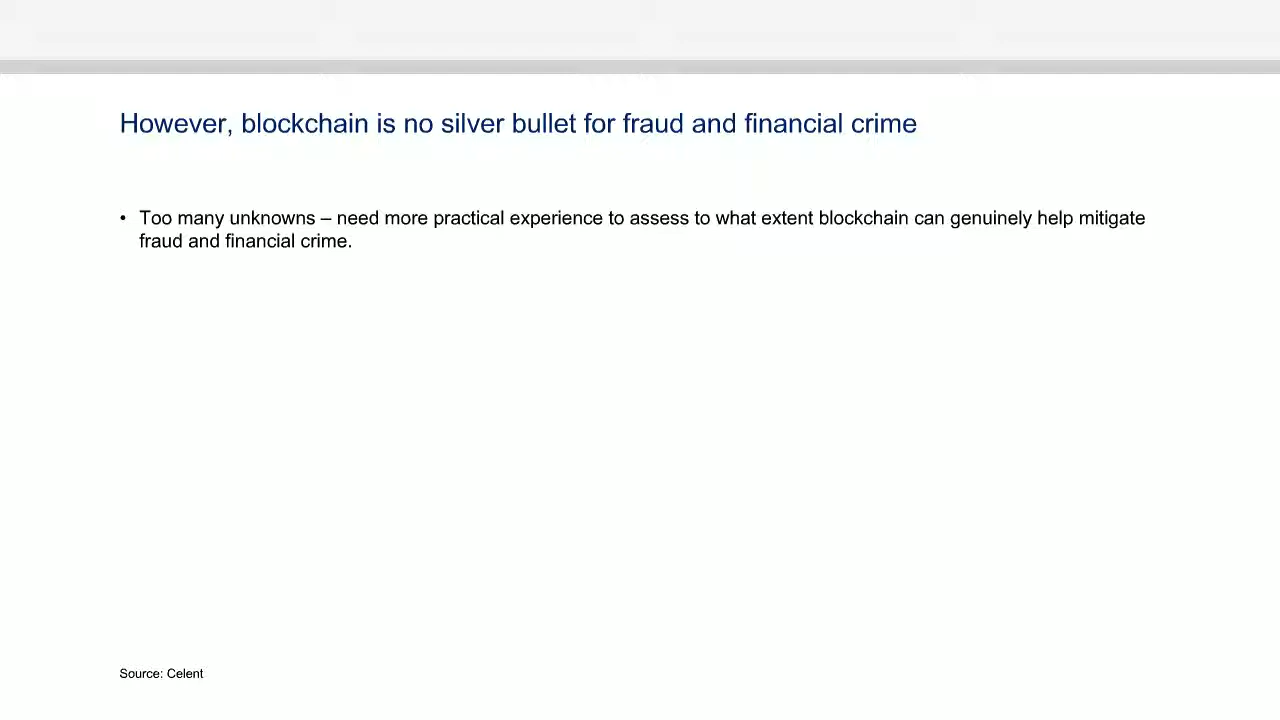 However, blockchain is no silver bullet for fraud and financial crime
• Too many unknowns – need more practical experience to assess to what extent blockchain can genuinely help mitigate
fraud and financial crime.
Source: Celent